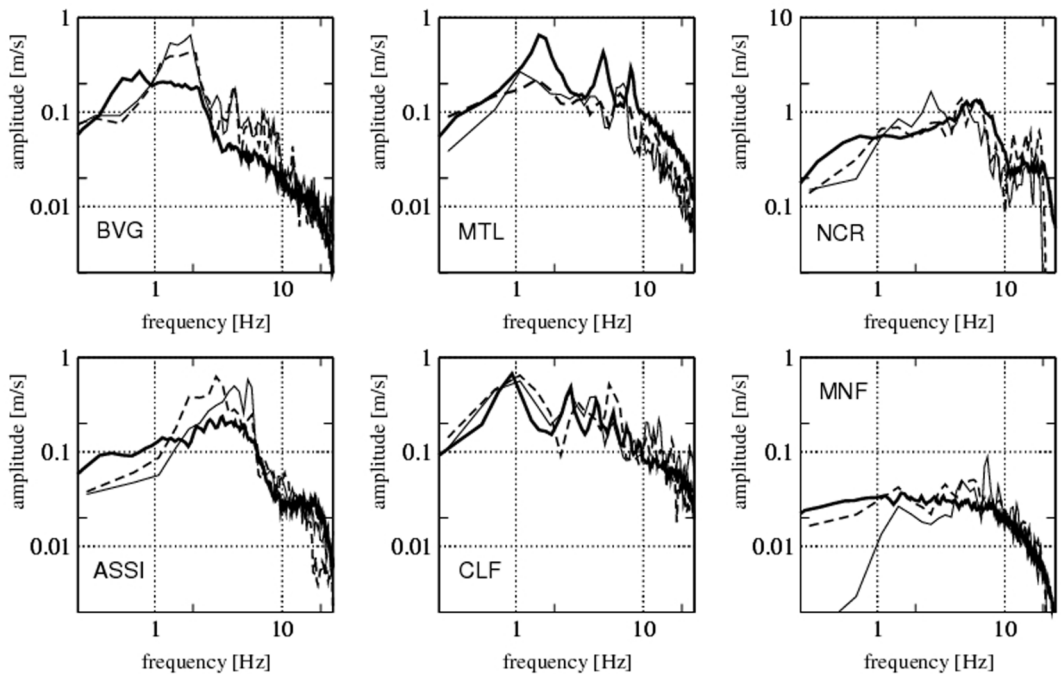 1
0.1
0.01
amplitude [m/s]
BVG
1 10
frequency [Hz]
1
0.1
0.01
amplitude [m/s]
MTL
1 10
frequency [Hz]
10
1
0.1
amplitude [m/s]
NCR
1 10
frequency [Hz]
1
0.1
0.01
amplitude [m/s]
ASSI
1 10
frequency [Hz]
1
0.1
0.01
amplitude [m/s]
CLF
1 10
frequency [Hz]
1
0.1
0.01
amplitude [m/s]
MNF
1 10
frequency [Hz]